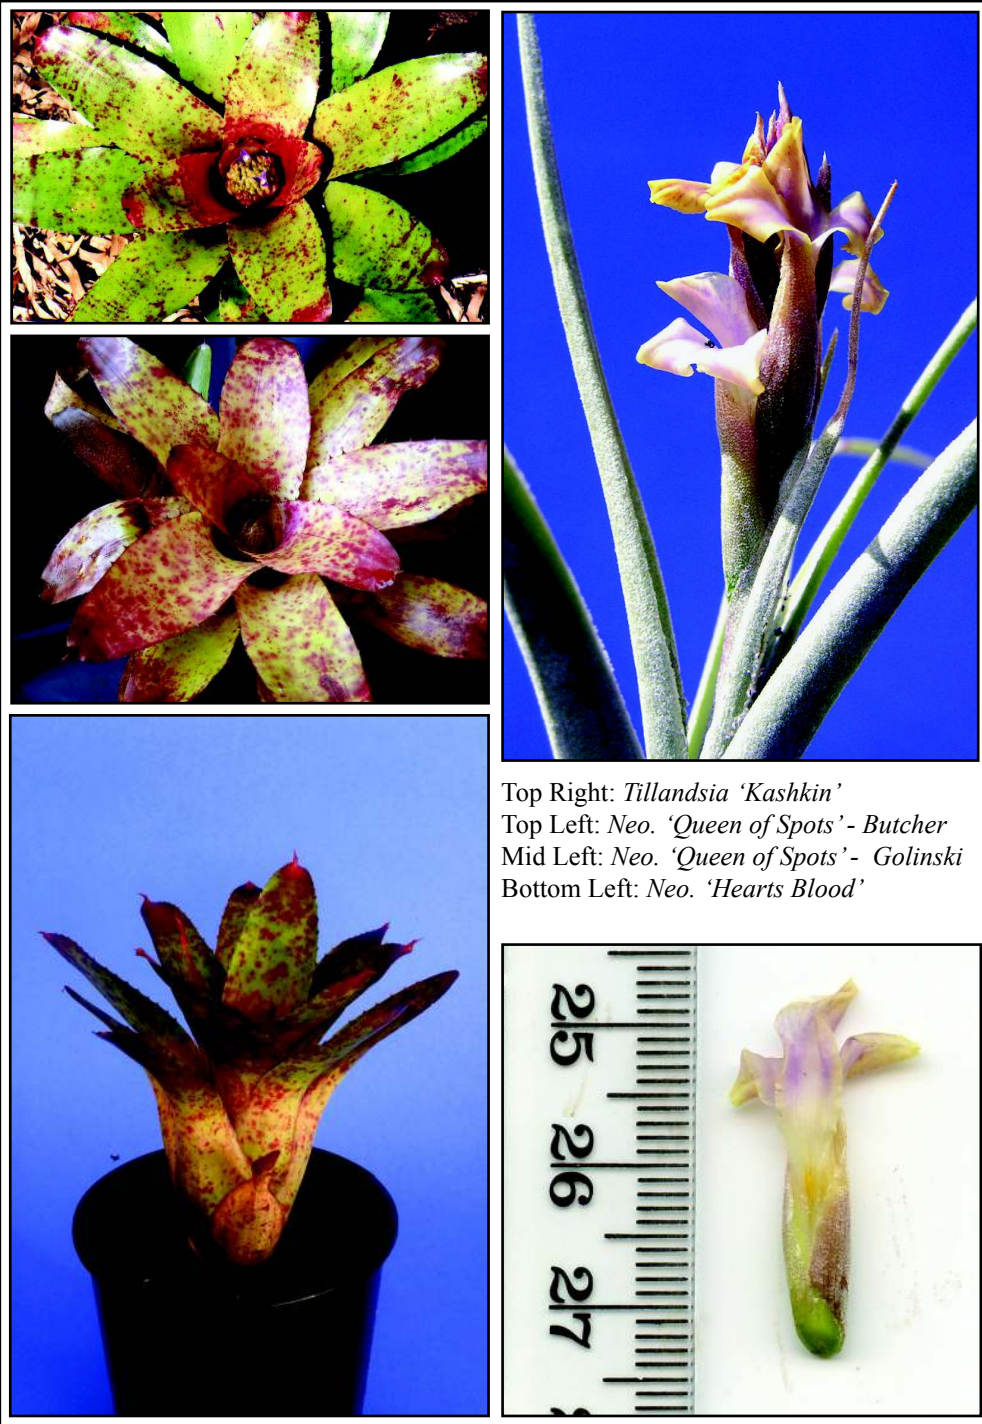 Top Right: Tillandsia ‘Kashkin’
Top Left: Neo. ‘Queen of Spots’ - Butcher
Mid Left: Neo. ‘Queen of Spots’ - Golinski
Bottom Left: Neo. ‘Hearts Blood’
25
26
27